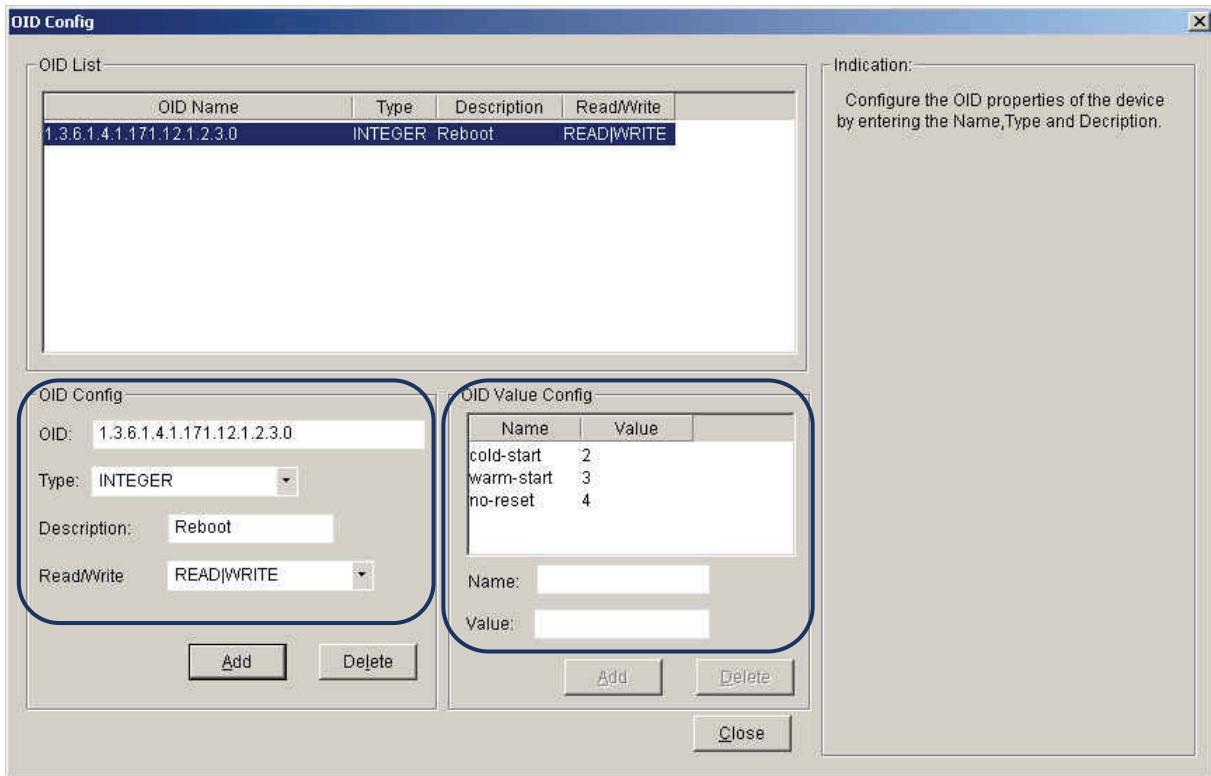 OID Config
OID List
OID Name Type Description Read/Write
1.3.6.1.4.1.171.12.1.2.3.0 INTEGER Reboot READ|WRITE
Indication:
Configure the OID properties of the device
by entering the Name,Type and Decription.
OID Config
OID: 1.3.6.1.4.1.171.12.1.2.3.0
Type: INTEGER
Description: Reboot
Read/Write READ|WRITE
Add Delete
OID Value Config
Name Value
cold-start 2
warm-start 3
no-reset 4
Name:
Value:
Add Delete
Close